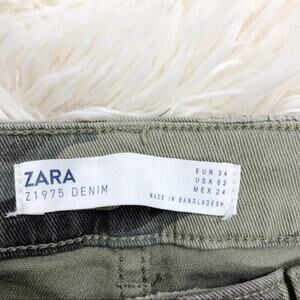 ZARA
Z1975 DENIM
EUR 34
USA 02
MEX 24
MADE IN BANGLADESH